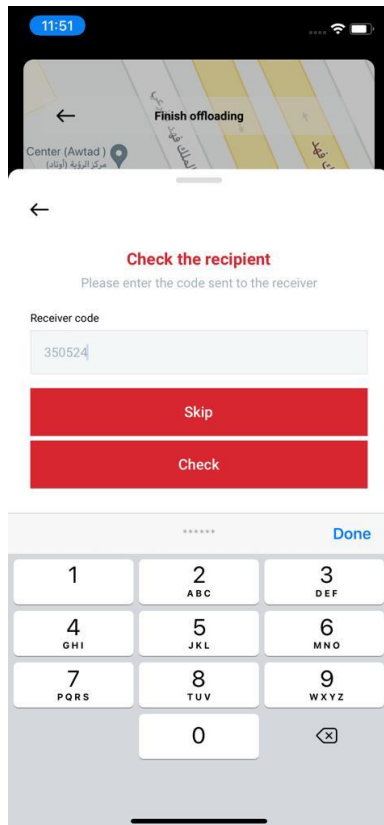 11:51
Finish offloading
Center (Awtad )
مركز الرؤية (أوتاد)
الملك فهد
Check the recipient
Please enter the code sent to the receiver
Receiver code
350524
Skip
Check
Done
1
2
ABC
3
DEF
4
GHI
5
JKL
6
MNO
7
PQRS
8
TUV
9
WXYZ
0